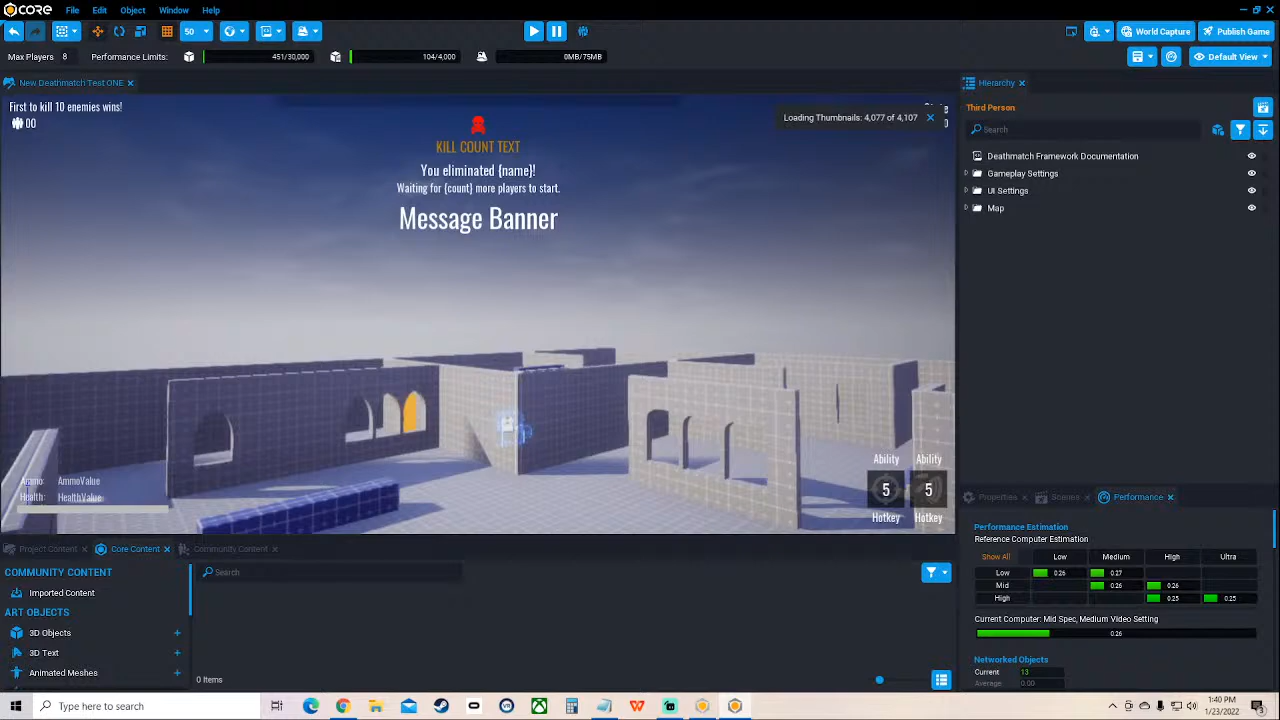 CORE File Edit Object Window Help
50 World Capture Publish Game
Max Players 8 Performance Limits: 451/30,000 104/4,000 0MB/75MB Default View
New Deathmatch Test ONE Hierarchy
First to kill 10 enemies wins!
00
Loading Thumbnails: 4,077 of 4,107
Third Person
Search
KILL COUNT TEXT
You eliminated {name}!
Waiting for {count} more players to start.
Message Banner
Deathmatch Framework Documentation
Gameplay Settings
UI Settings
Map
Ammo: AmmoValue
Health: HealthValue
Ability Ability
5 5
Hotkey Hotkey
Properties Scenes Performance
Performance Estimation
Reference Computer Estimation
Show All Low Medium High Ultra
Low 0.26 0.27
Mid 0.26 0.26
High 0.25 0.25
Current Computer: Mid Spec, Medium Video Setting
0.26
Networked Objects
Current 13
Average 0.00
Project Content Core Content Community Content
COMMUNITY CONTENT
Imported Content
ART OBJECTS
3D Objects
3D Text
Animated Meshes
Search
0 Items
Type here to search
1:40 PM
1/23/2022